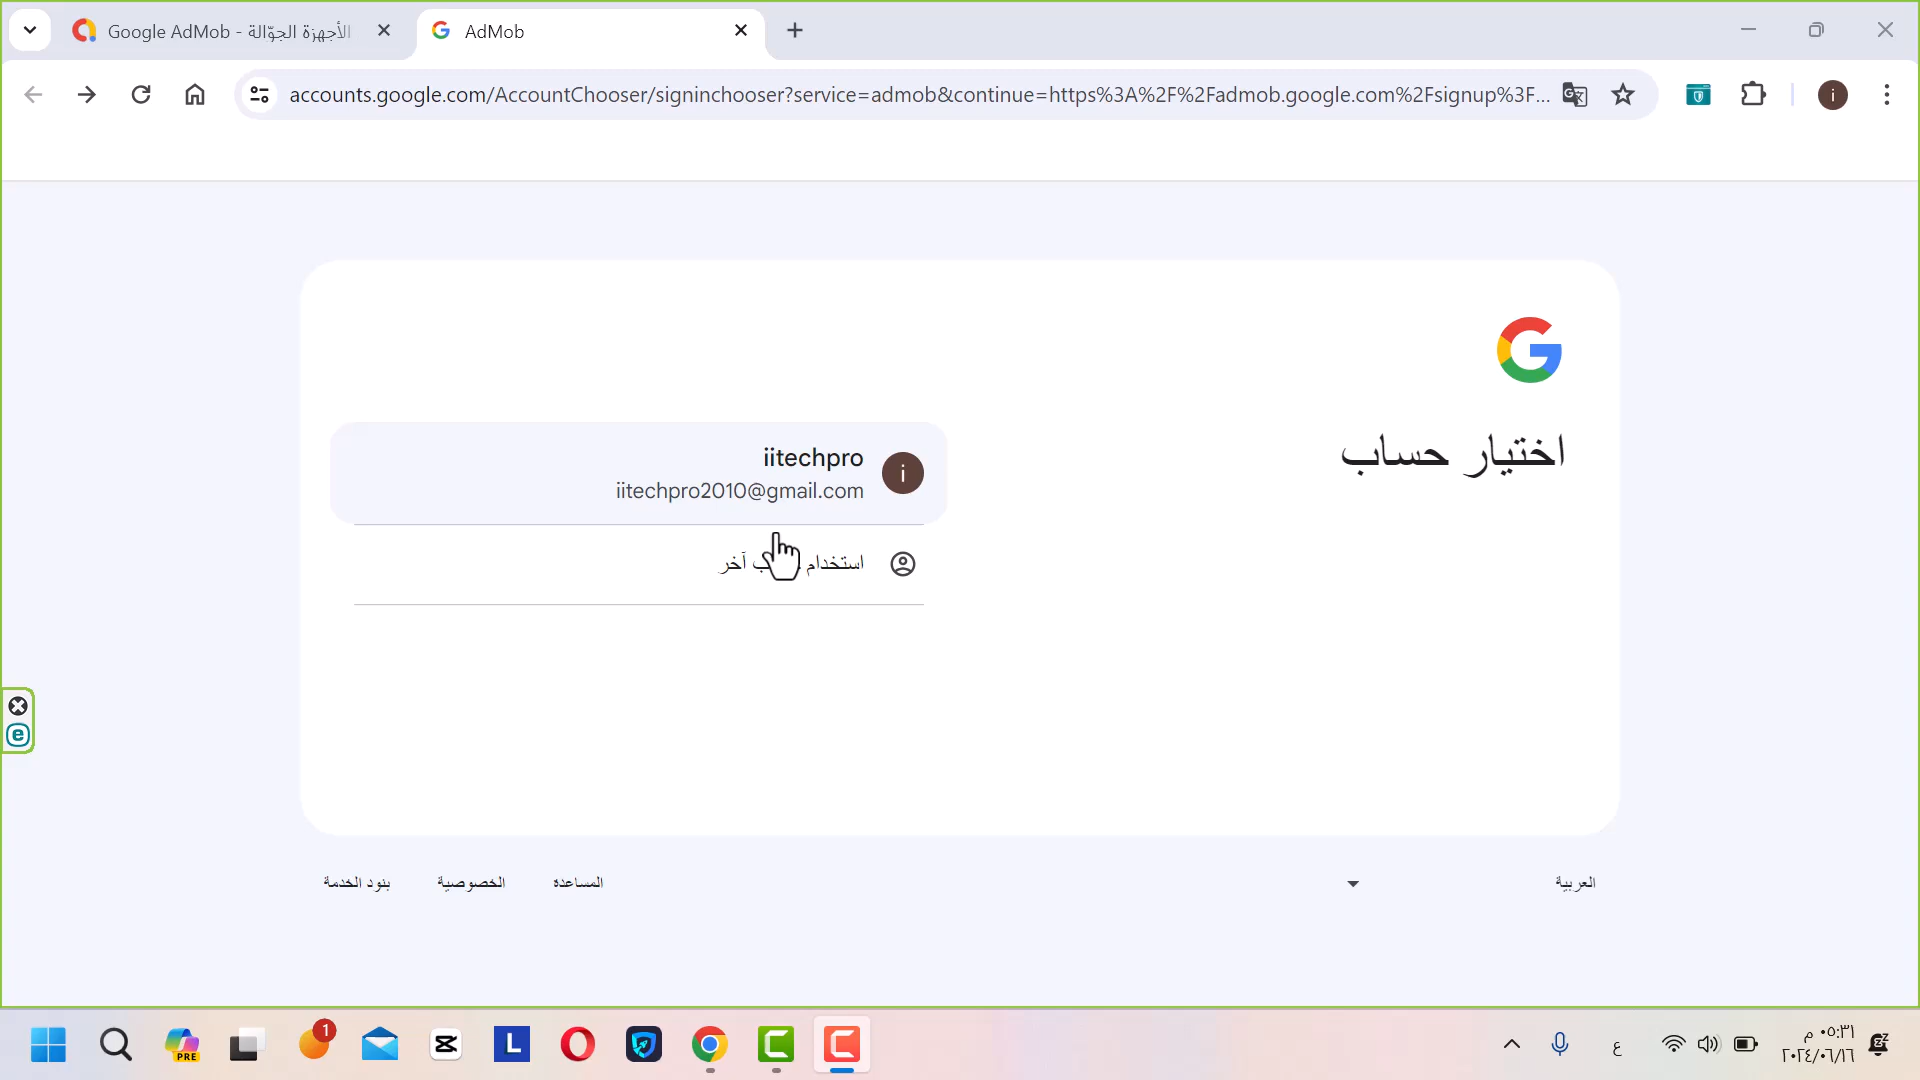 Google AdMob - الأجهزة الجوّالة
AdMob
accounts.google.com/AccountChooser/signinchooser?service=admob&continue=https%3A%2F%2Fadmob.google.com%2Fsignup%3F...
i
اختيار حساب
iitechpro
i
iitechpro2010@gmail.com
استخدام آخر
العربية
المساعدة
الخصوصية
بنود الخدمة
e
PRE
1
L
ع
٠٥:٣١ م
٢٠٢٤/٠٦/١٦